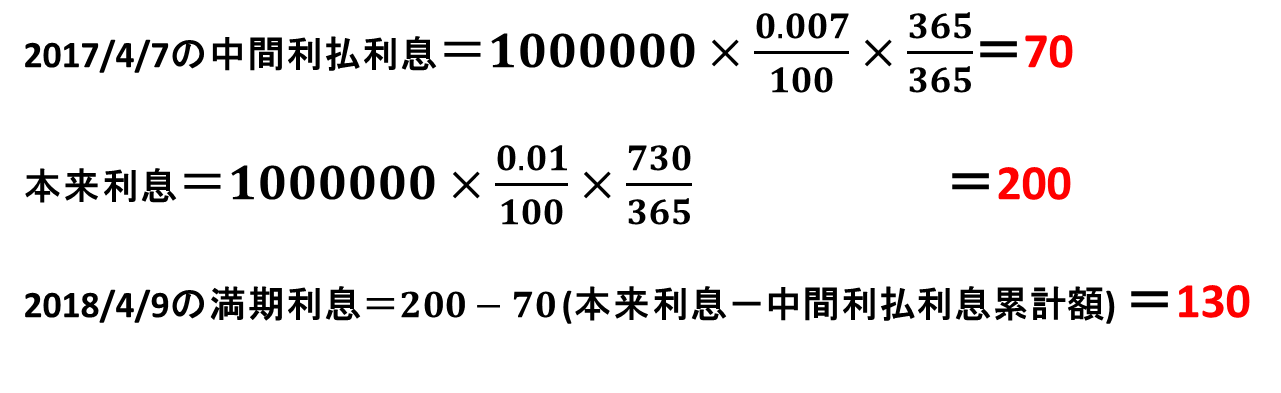 2017/4/7の中間利払利息＝1000000 × 0.007/100 × 365/365＝70
本来利息＝1000000 × 0.01/100 × 730/365 ＝200
2018/4/9の満期利息＝200 − 70(本来利息－中間利払利息累計額) ＝130